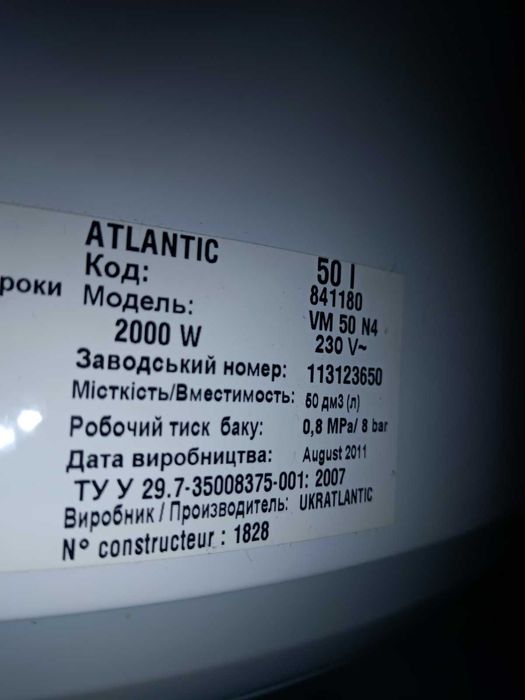 ATLANTIC 50 l
Код: 841180
роки Модель: VM 50 N4
2000 W 230 V~
Заводський номер: 113123650
Місткість/Вместимость: 50 дм3 (л)
Робочий тиск баку: 0,8 MPa/ 8 bar
Дата виробництва: August 2011
ТУ У 29.7-35008375-001: 2007
Виробник / Производитель: UKRATLANTIC
N° constructeur : 1828